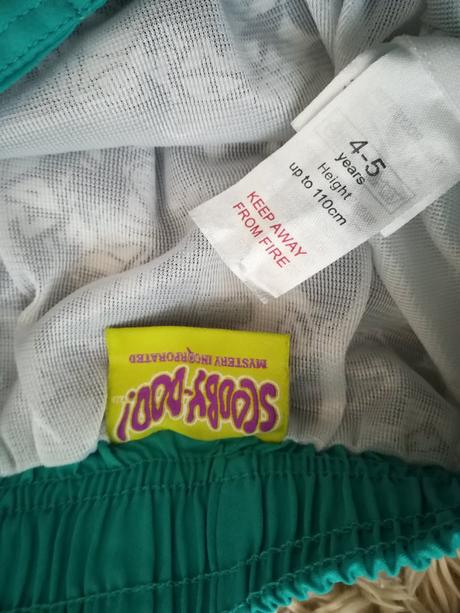 4-5
years
Height
up to 110cm
KEEP AWAY
FROM FIRE
SCOOBY-DOO!
MYSTERY INCORPORATED